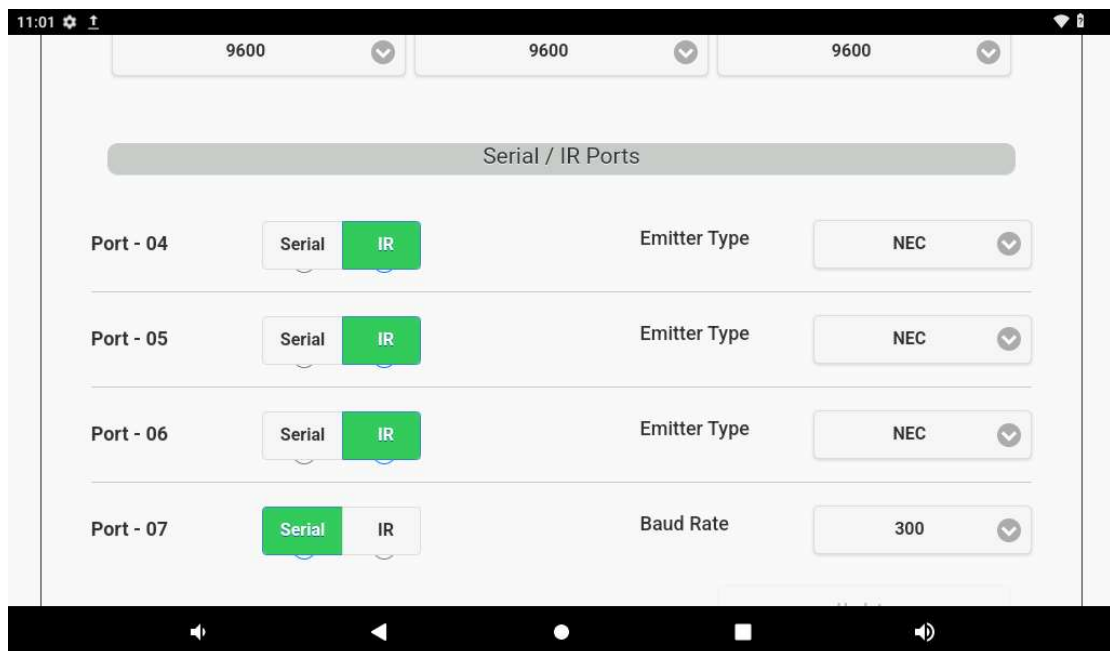 11:01
9600 9600 9600
Serial / IR Ports
Port - 04 Serial IR Emitter Type NEC
Port - 05 Serial IR Emitter Type NEC
Port - 06 Serial IR Emitter Type NEC
Port - 07 Serial IR Baud Rate 300